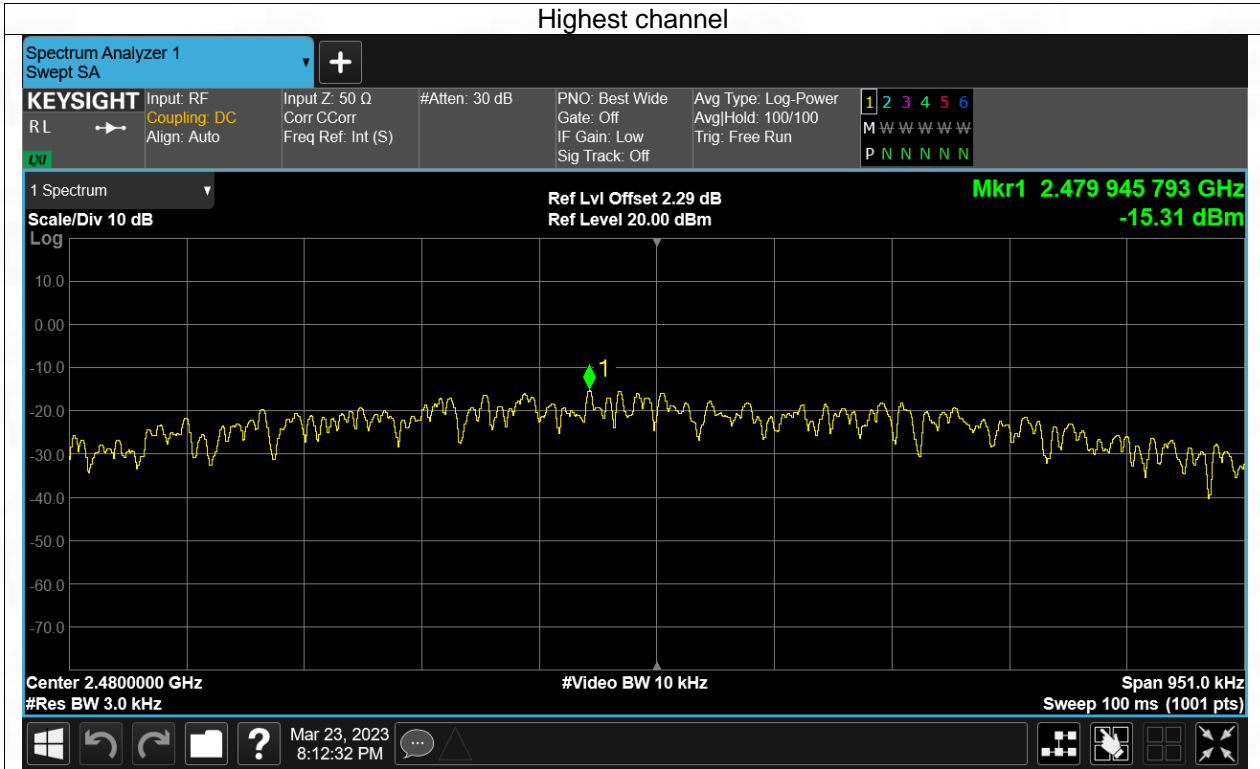 Highest channel
Spectrum Analyzer 1
Swept SA
KEYSIGHT
RL
LXI
Input: RF
Coupling: DC
Align: Auto
Input Z: 50 Ω
Corr CCorr
Freq Ref: Int (S)
#Atten: 30 dB
PNO: Best Wide
Gate: Off
IF Gain: Low
Sig Track: Off
Avg Type: Log-Power
Avg|Hold: 100/100
Trig: Free Run
1 2 3 4 5 6
M W W W W W
P N N N N N
1 Spectrum
Scale/Div 10 dB
Ref Lvl Offset 2.29 dB
Ref Level 20.00 dBm
Mkr1 2.479 945 793 GHz
-15.31 dBm
Log
10.0
0.00
-10.0
-20.0
-30.0
-40.0
-50.0
-60.0
-70.0
1
Center 2.4800000 GHz
#Res BW 3.0 kHz
#Video BW 10 kHz
Span 951.0 kHz
Sweep 100 ms (1001 pts)
?
Mar 23, 2023
8:12:32 PM